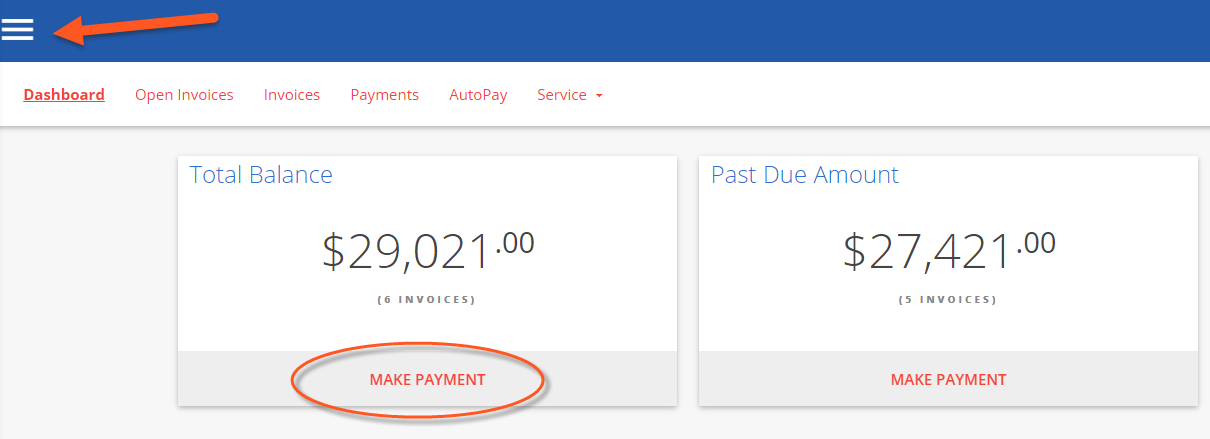 Dashboard Open Invoices Invoices Payments AutoPay Service
Total Balance
$29,021.00
(6 INVOICES)
MAKE PAYMENT
Past Due Amount
$27,421.00
(5 INVOICES)
MAKE PAYMENT